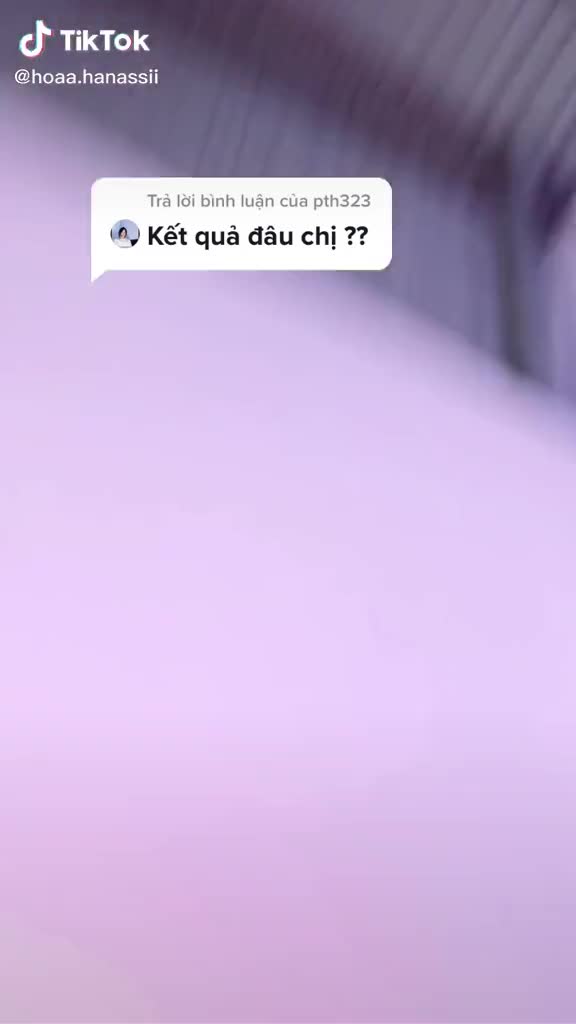 TikTok
@hoaa.hanassii
Trả lời bình luận của pth323
Kết quả đâu chị ??